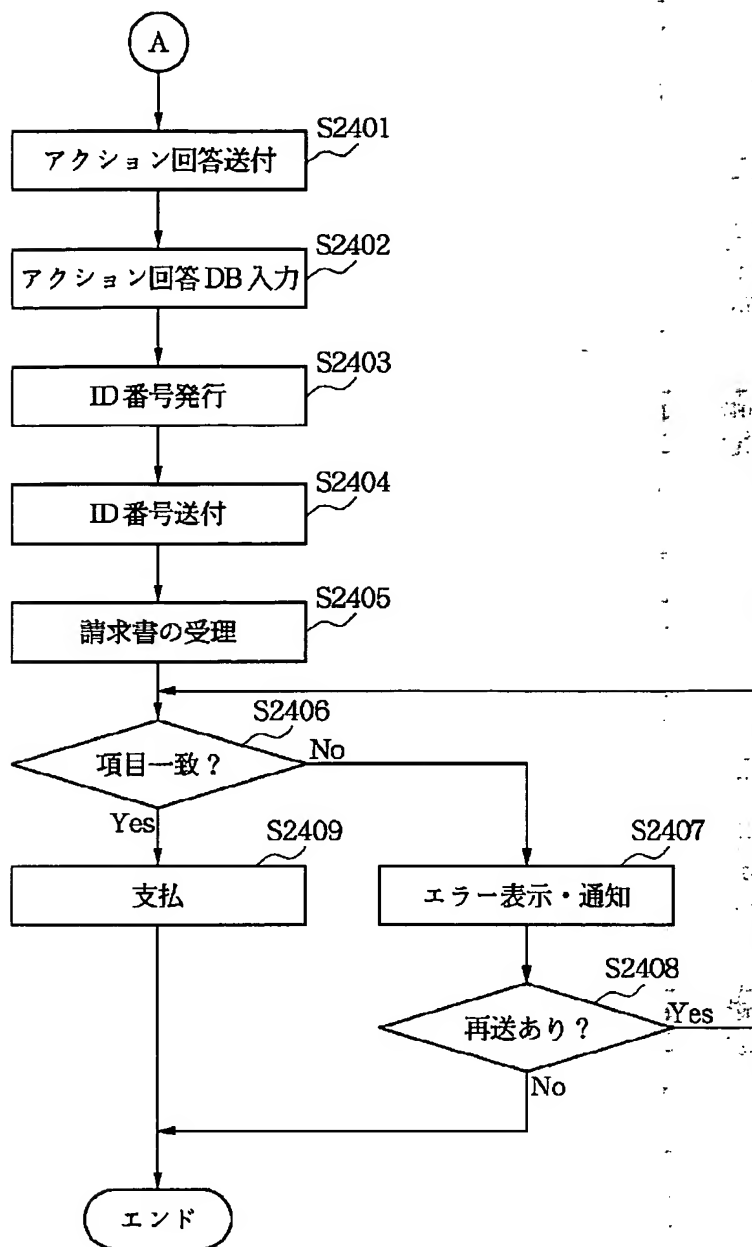 A
S2401
アクション回答送付
S2402
アクション回答DB入力
S2403
ID番号発行
S2404
ID番号送付
S2405
請求書の受理
S2406
項目一致?
No
Yes
S2409
支払
S2407
エラー表示・通知
S2408
再送あり?
Yes
No
エンド